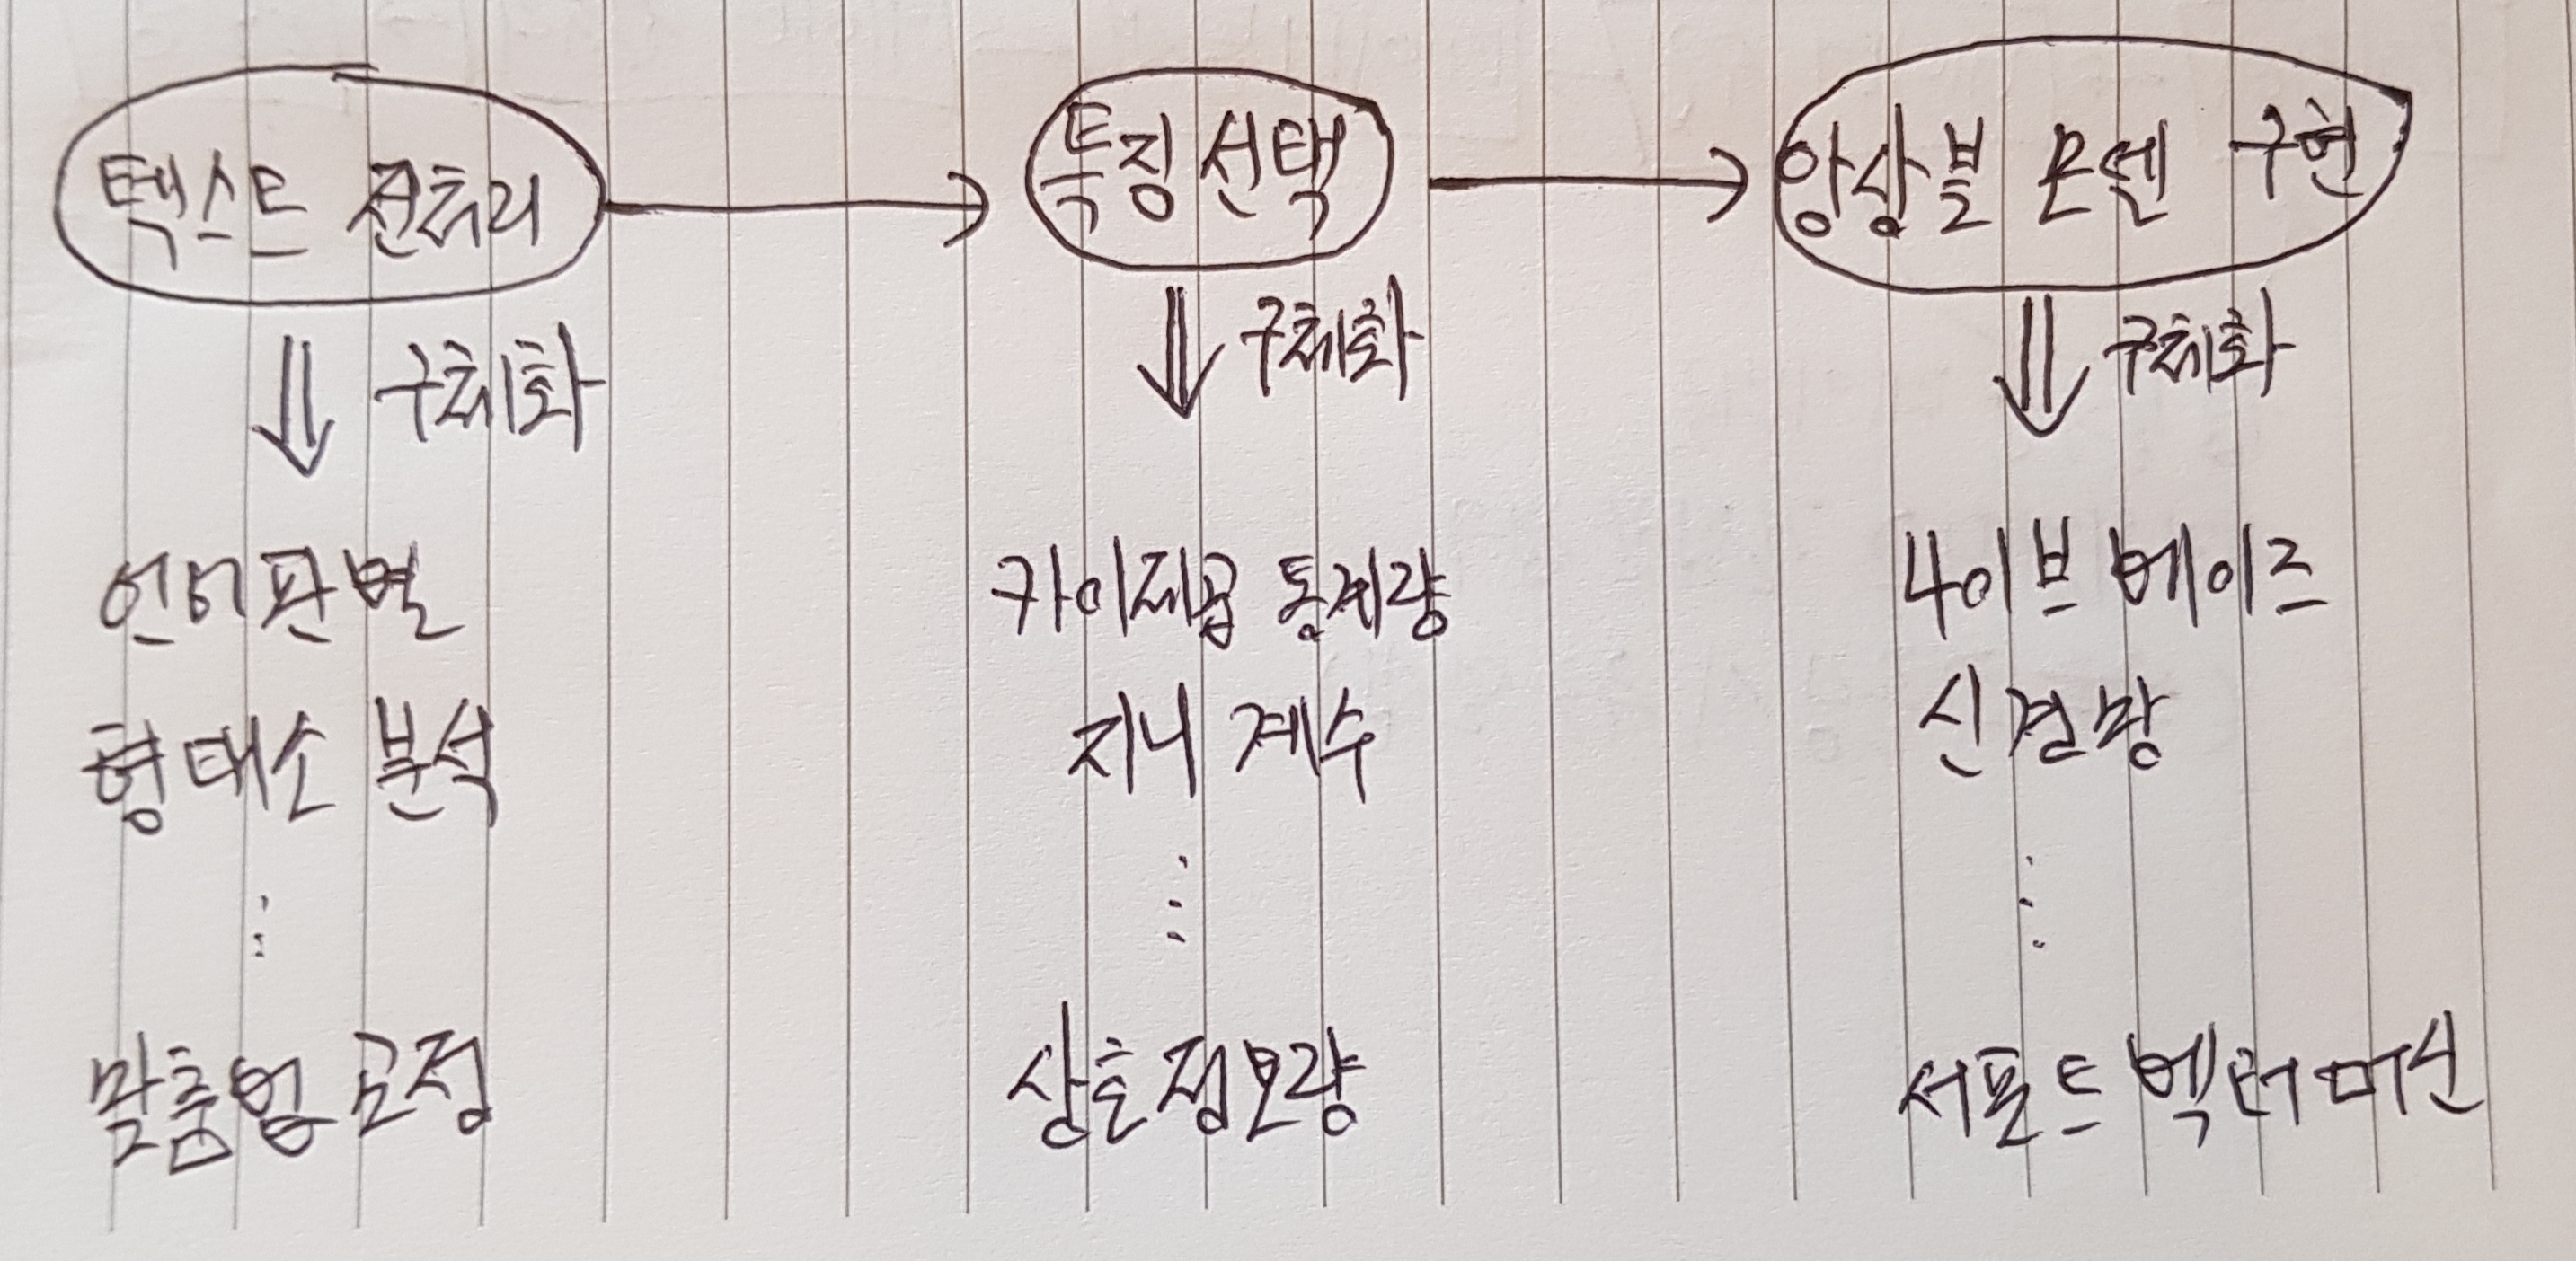 텍스트 전처리
특징 선택
앙상블 모델 구현
구체화
구체화
구체화
언어판별
형태소 분석
⋮
맞춤법 교정
카이제곱 통계량
지니 계수
⋮
상호정보량
나이브 베이즈
신경망
⋮
서포트 벡터 머신